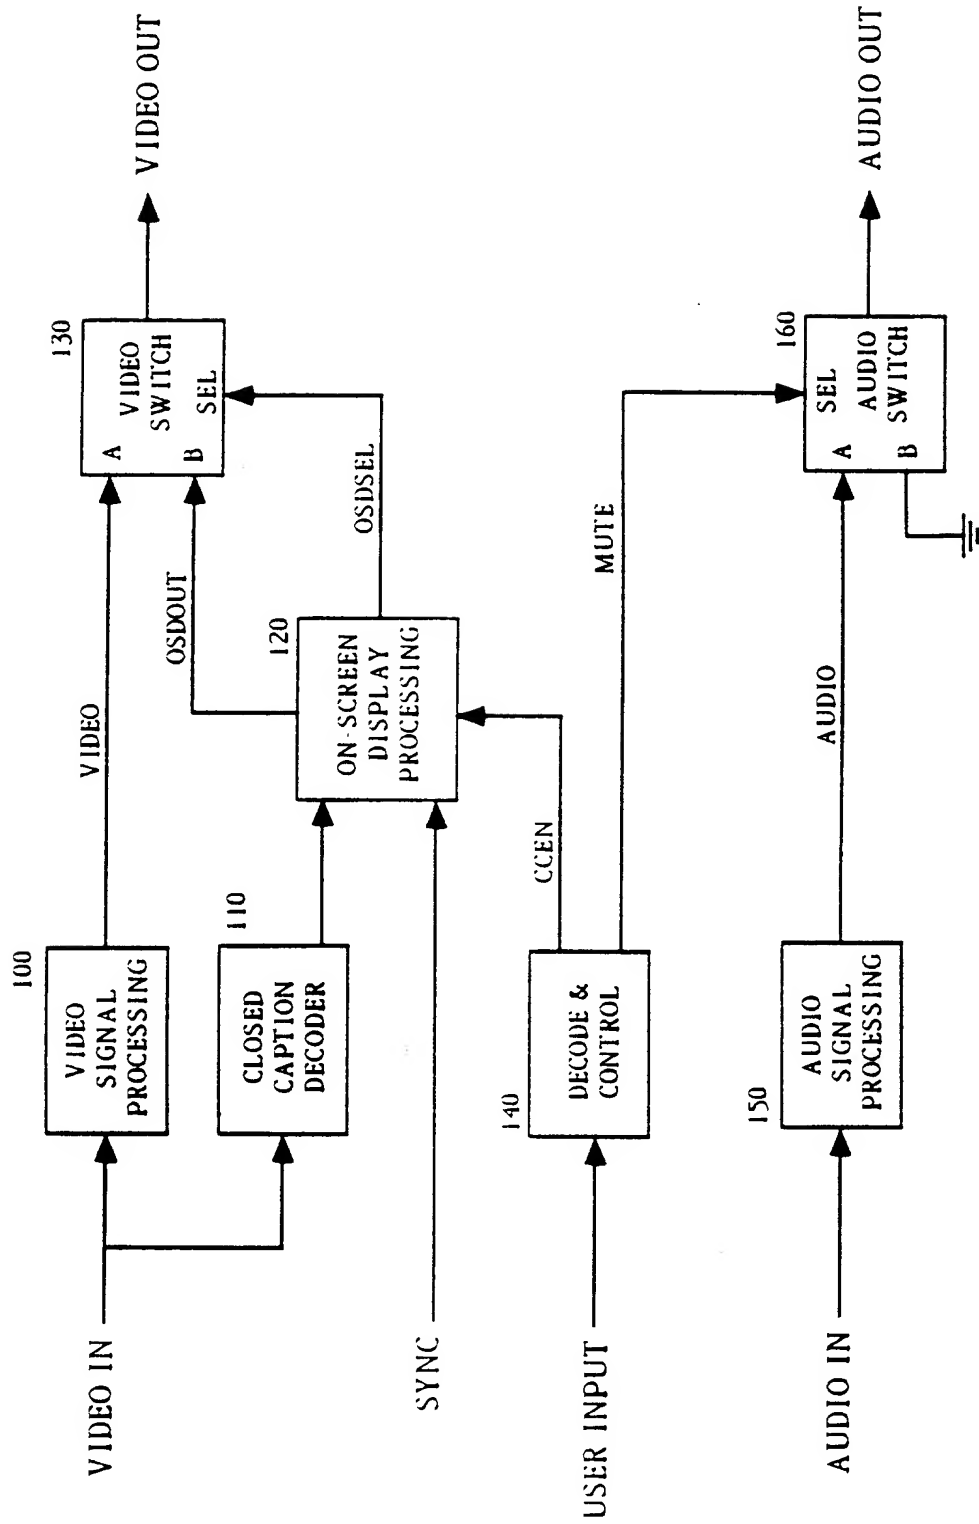 VIDEO IN
100
VIDEO
SIGNAL
PROCESSING
VIDEO
130
A
B
VIDEO
SWITCH
SEL
VIDEO OUT
110
CLOSED
CAPTION
DECODER
OSDOUT
120
ON-SCREEN
DISPLAY
PROCESSING
OSDSEL
SYNC
USER INPUT
140
DECODE &
CONTROL
CCEN
MUTE
AUDIO IN
150
AUDIO
SIGNAL
PROCESSING
AUDIO
160
SEL
A
B
AUDIO
SWITCH
AUDIO OUT